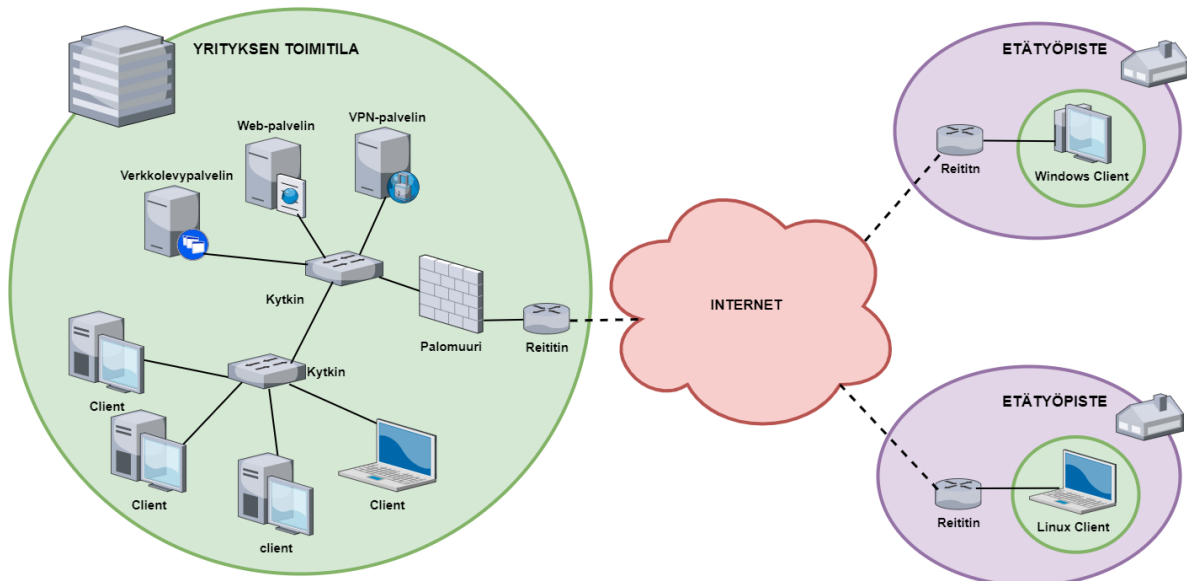 YRITYKSEN TOIMITILA
VPN-palvelin
Web-palvelin
Verkkolevypalvelin
Kytkin
Palomuuri
Reititin
Kytkin
Client
Client
client
Client
INTERNET
ETÄTYÖPISTE
Reititn
Windows Client
ETÄTYÖPISTE
Reititin
Linux Client